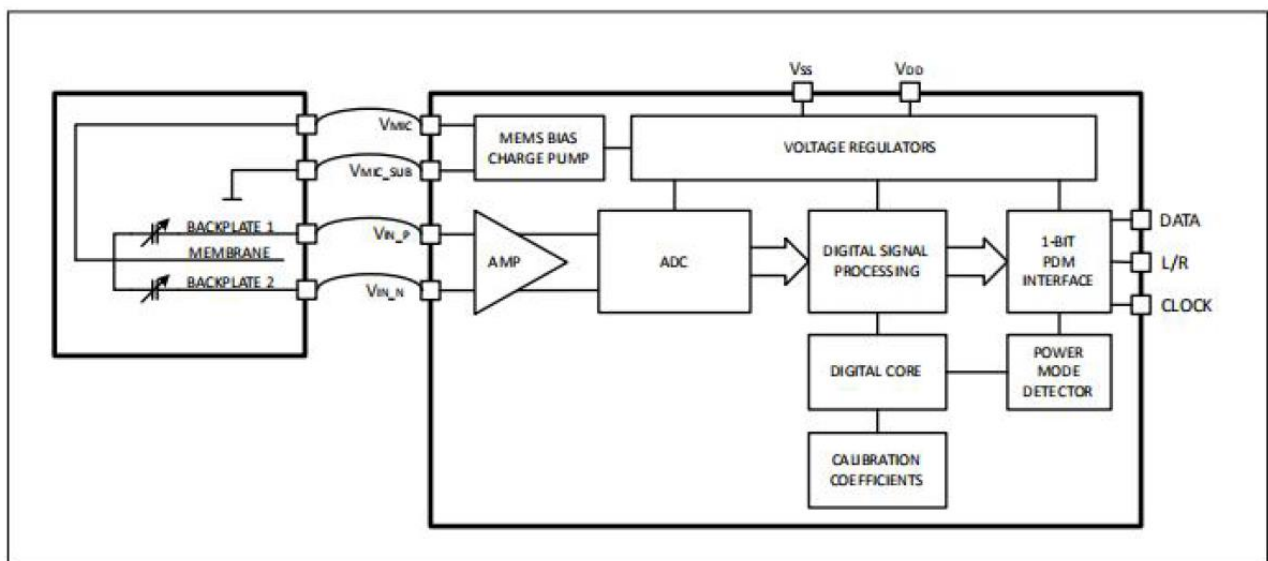 VSS
VDD
VMIC
MEMS BIAS
CHARGE PUMP
VOLTAGE REGULATORS
VMIC_SUB
BACKPLATE 1
VIN_P
MEMBRANE
BACKPLATE 2
VIN_N
AMP
ADC
DIGITAL SIGNAL
PROCESSING
1-BIT
PDM
INTERFACE
DATA
L/R
CLOCK
DIGITAL CORE
POWER
MODE
DETECTOR
CALIBRATION
COEFFICIENTS